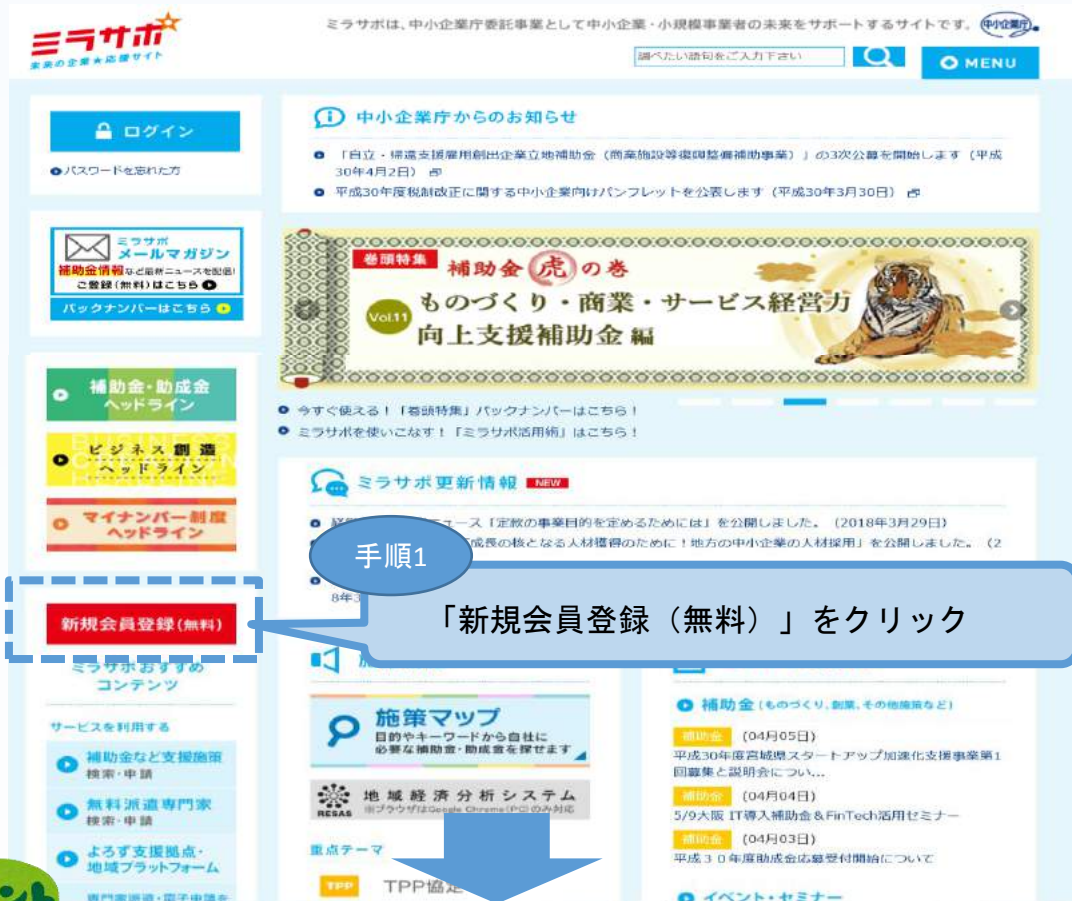 ミラサポ
未来の企業★応援サイト
ミラサポは、中小企業庁委託事業として中小企業・小規模事業者の未来をサポートするサイトです。
中小企業庁
調べたい語句をご入力下さい
MENU
ログイン
パスワードを忘れた方
中小企業庁からのお知らせ
「自立・帰還支援雇用創出企業立地補助金（商業施設等復興整備補助事業）」の3次公募を開始します（平成
30年4月2日）
平成30年度税制改正に関する中小企業向けパンフレットを公表します（平成30年3月30日）
ミラサポ
メールマガジン
補助金情報など最新ニュースを配信!
ご登録(無料)はこちら
バックナンバーはこちら
巻頭特集
補助金虎の巻
Vol.11
ものづくり・商業・サービス経営力
向上支援補助金編
補助金・助成金
ヘッドライン
ビジネス創造
ヘッドライン
マイナンバー制度
ヘッドライン
今すぐ使える！「巻頭特集」バックナンバーはこちら！
ミラサポを使いこなす！「ミラサポ活用術」はこちら！
ミラサポ更新情報 NEW
ュース「定款の事業目的を定めるためには」を公開しました。（2018年3月29日）
成長の核となる人材獲得のために！地方の中小企業の人材採用」を公開しました。（2
8年3
手順1
「新規会員登録（無料）」をクリック
新規会員登録(無料)
ミラサポおすすめ
コンテンツ
サービスを利用する
補助金など支援施策
検索・申請
無料派遣専門家
検索・申請
よろず支援拠点・
地域プラットフォーム
専門家派遣・電子申請を
施策マップ
目的やキーワードから自社に
必要な補助金・助成金を探せます
RESAS
地域経済分析システム
※ブラウザはGoogle Chrome(PC)のみ対応
重点テーマ
TPP
TPP協定
補助金(ものづくり,創業,その他施策など)
補助金 (04月05日)
平成30年度宮城県スタートアップ加速化支援事業第1
回募集と説明会につい...
補助金 (04月04日)
5/9大阪 IT導入補助金＆FinTech活用セミナー
補助金 (04月03日)
平成３０年度助成金応募受付開始について
イベント・セミナー